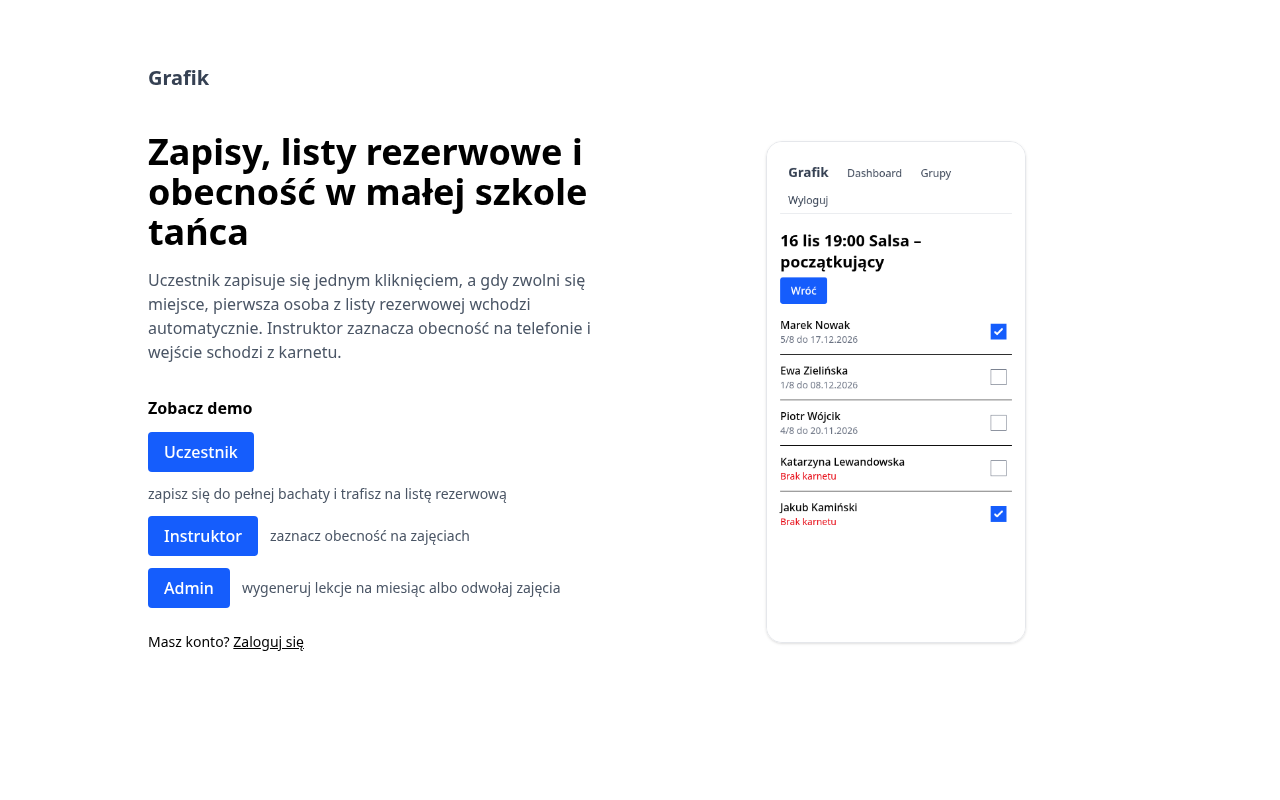 Grafik
Zapisy, listy rezerwowe i
obecność w małej szkole
tańca
Uczestnik zapisuje się jednym kliknięciem, a gdy zwolni się
miejsce, pierwsza osoba z listy rezerwowej wchodzi
automatycznie. Instruktor zaznacza obecność na telefonie i
wejście schodzi z karnetu.
Zobacz demo
Uczestnik
zapisz się do pełnej bachaty i trafisz na listę rezerwową
Instruktor zaznacz obecność na zajęciach
Admin wygeneruj lekcje na miesiąc albo odwołaj zajęcia
Masz konto? Zaloguj się
Grafik Dashboard Grupy
Wyloguj
16 lis 19:00 Salsa –
początkujący
Wróć
Marek Nowak
5/8 do 17.12.2026
Ewa Zielińska
1/8 do 08.12.2026
Piotr Wójcik
4/8 do 20.11.2026
Katarzyna Lewandowska
Brak karnetu
Jakub Kamiński
Brak karnetu